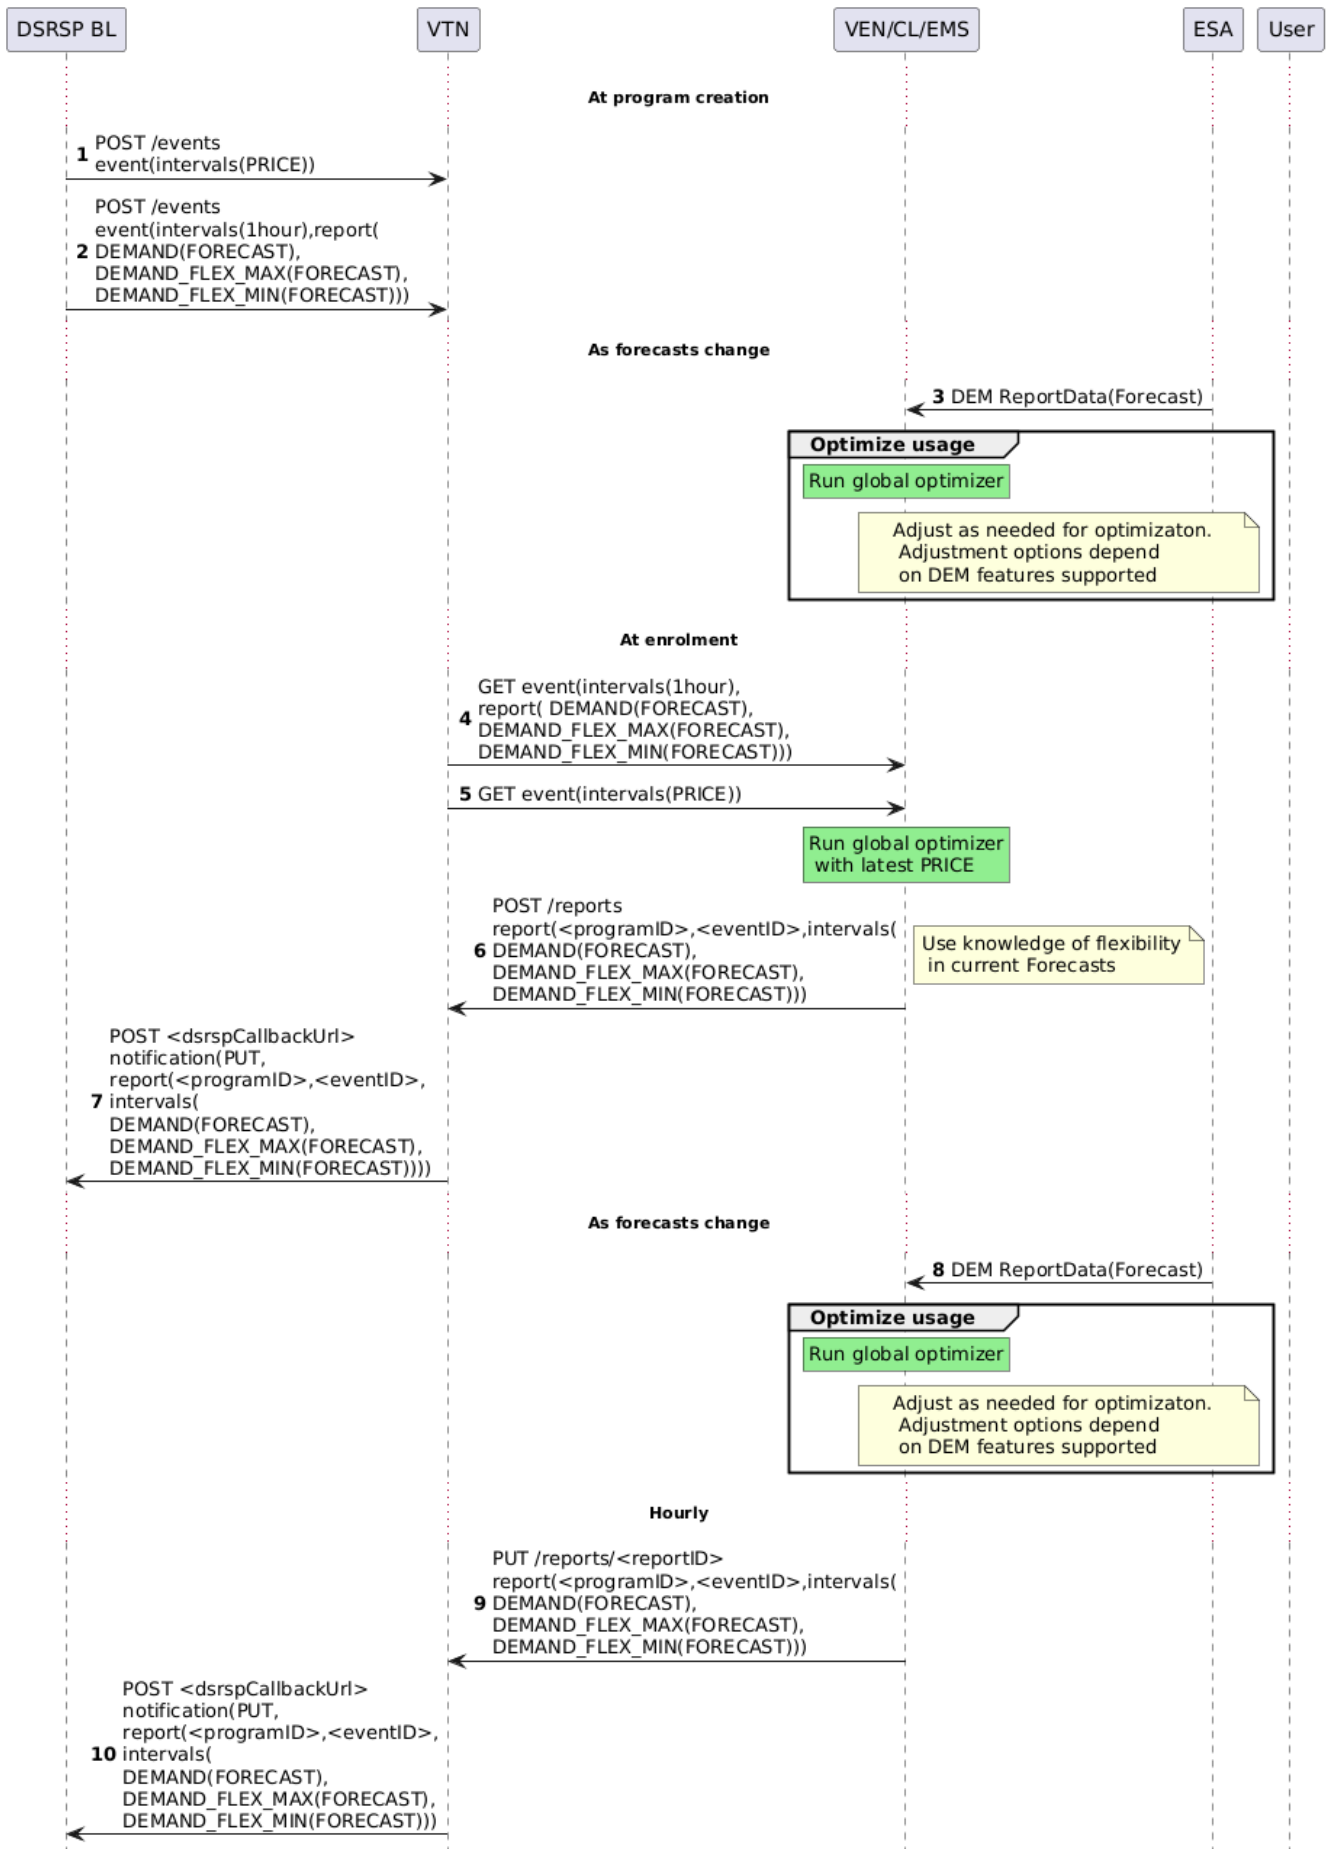 DSRSP BL
VTN
VEN/CL/EMS
ESA
User
At program creation
1
POST /events
event(intervals(PRICE))
2
POST /events
event(intervals(1hour),report(
DEMAND(FORECAST),
DEMAND_FLEX_MAX(FORECAST),
DEMAND_FLEX_MIN(FORECAST)))
As forecasts change
3 DEM ReportData(Forecast)
Optimize usage
Run global optimizer
Adjust as needed for optimizaton.
Adjustment options depend
on DEM features supported
At enrolment
4
GET event(intervals(1hour),
report( DEMAND(FORECAST),
DEMAND_FLEX_MAX(FORECAST),
DEMAND_FLEX_MIN(FORECAST)))
5 GET event(intervals(PRICE))
Run global optimizer
with latest PRICE
6
POST /reports
report(<programID>,<eventID>,intervals(
DEMAND(FORECAST),
DEMAND_FLEX_MAX(FORECAST),
DEMAND_FLEX_MIN(FORECAST)))
Use knowledge of flexibility
in current Forecasts
7
POST <dsrspCallbackUrl>
notification(PUT,
report(<programID>,<eventID>,
intervals(
DEMAND(FORECAST),
DEMAND_FLEX_MAX(FORECAST),
DEMAND_FLEX_MIN(FORECAST))))
As forecasts change
8 DEM ReportData(Forecast)
Optimize usage
Run global optimizer
Adjust as needed for optimizaton.
Adjustment options depend
on DEM features supported
Hourly
9
PUT /reports/<reportID>
report(<programID>,<eventID>,intervals(
DEMAND(FORECAST),
DEMAND_FLEX_MAX(FORECAST),
DEMAND_FLEX_MIN(FORECAST)))
10
POST <dsrspCallbackUrl>
notification(PUT,
report(<programID>,<eventID>,
intervals(
DEMAND(FORECAST),
DEMAND_FLEX_MAX(FORECAST),
DEMAND_FLEX_MIN(FORECAST)))